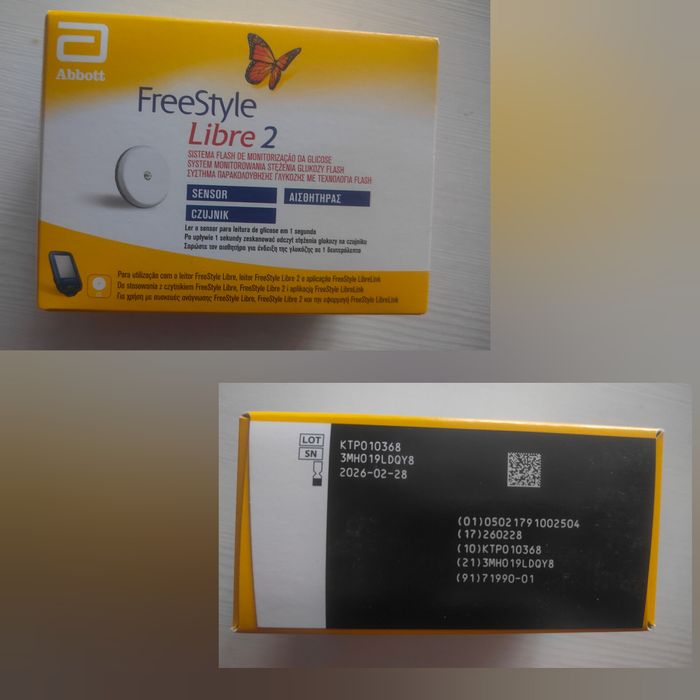 Abbott
FreeStyle
Libre 2
SISTEMA FLASH DE MONITORIZAÇÃO DA GLICOSE
SYSTEM MONITOROWANIA STĘŻENIA GLUKOZY FLASH
ΣΥΣΤΗΜΑ ΠΑΡΑΚΟΛΟΥΘΗΣΗΣ ΓΛΥΚΟΖΗΣ ΜΕ ΤΕΧΝΟΛΟΓΙΑ FLASH
SENSOR ΑΙΣΘΗΤΗΡΑΣ
CZUJNIK
Ler o sensor para leitura de glicose em 1 segundo
Po upływie 1 sekundy zeskanować odczyt stężenia glukozy na czujniku
Σαρώστε τον αισθητήρα για ένδειξη της γλυκόζης σε 1 δευτερόλεπτο
Para utilização com o leitor FreeStyle Libre, leitor FreeStyle Libre 2 e aplicação FreeStyle LibreLink
Do stosowania z czytnikiem FreeStyle Libre, FreeStyle Libre 2 i aplikacją FreeStyle LibreLink
Για χρήση με συσκευές ανάγνωσης FreeStyle Libre, FreeStyle Libre 2 και την εφαρμογή FreeStyle LibreLink
LOT KTP010368
SN 3MH019LDQY8
2026-02-28
(01)05021791002504
(17)260228
(10)KTP010368
(21)3MH019LDQY8
(91)71990-01